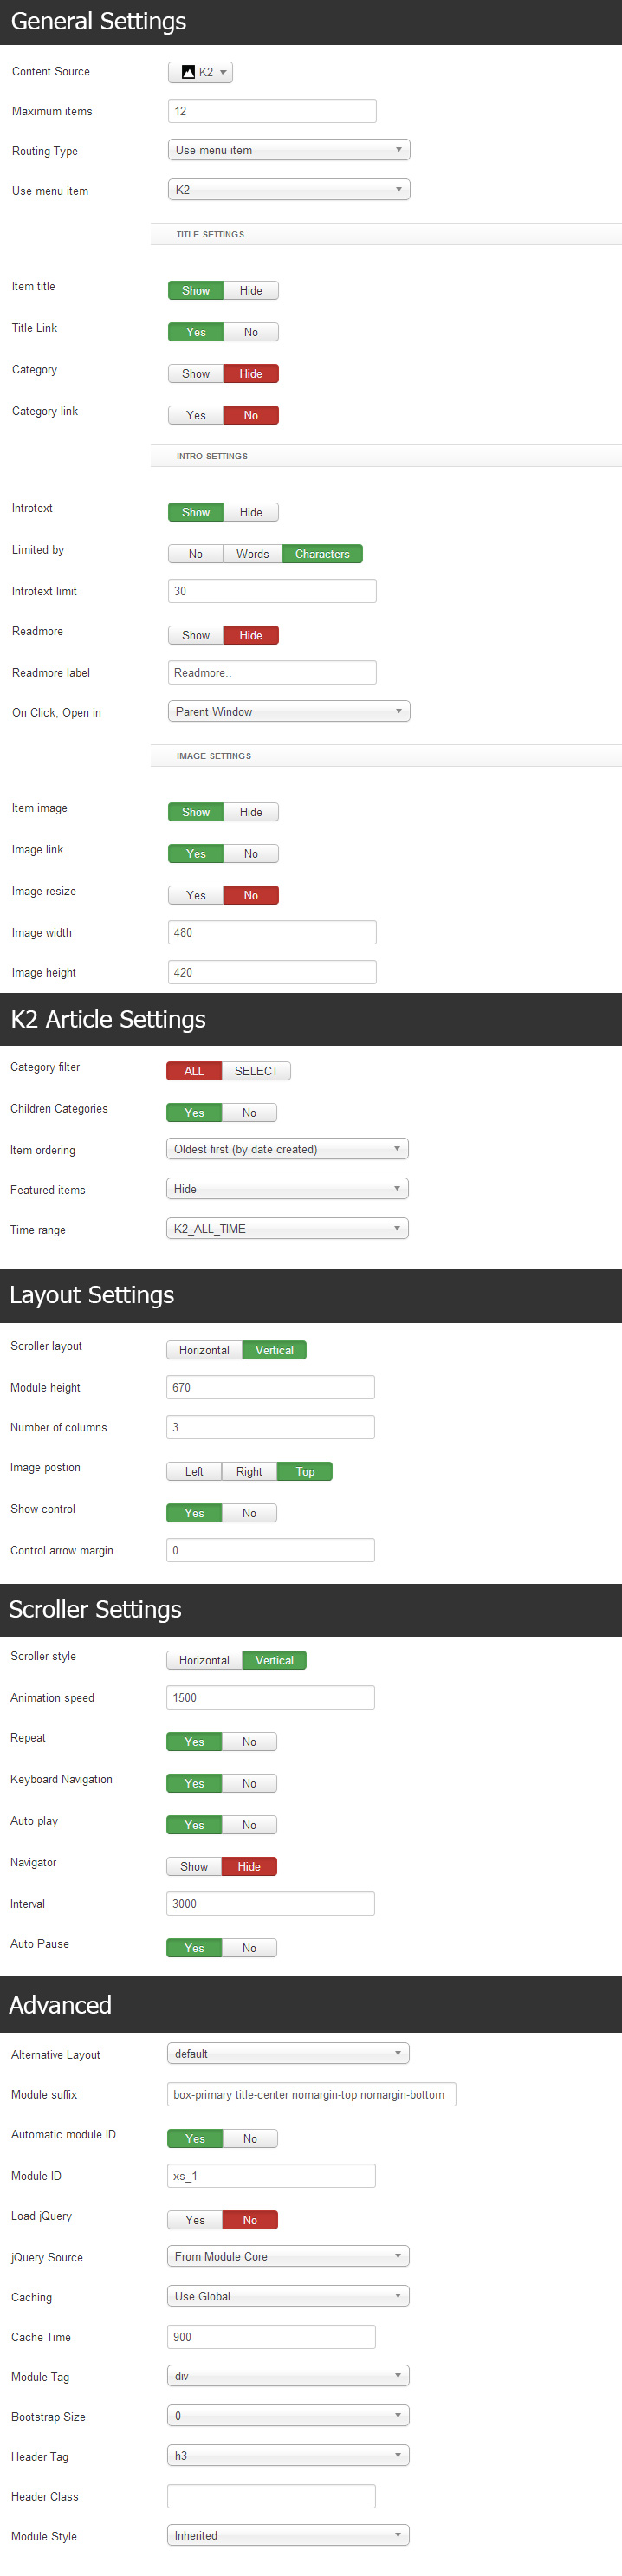 General Settings
Content Source K2
Maximum items 12
Routing Type Use menu item
Use menu item K2
TITLE SETTINGS
Item title Show Hide
Title Link Yes No
Category Show Hide
Category link Yes No
INTRO SETTINGS
Introtext Show Hide
Limited by No Words Characters
Introtext limit 30
Readmore Show Hide
Readmore label Readmore..
On Click, Open in Parent Window
IMAGE SETTINGS
Item image Show Hide
Image link Yes No
Image resize Yes No
Image width 480
Image height 420
K2 Article Settings
Category filter ALL SELECT
Children Categories Yes No
Item ordering Oldest first (by date created)
Featured items Hide
Time range K2_ALL_TIME
Layout Settings
Scroller layout Horizontal Vertical
Module height 670
Number of columns 3
Image postion Left Right Top
Show control Yes No
Control arrow margin 0
Scroller Settings
Scroller style Horizontal Vertical
Animation speed 1500
Repeat Yes No
Keyboard Navigation Yes No
Auto play Yes No
Navigator Show Hide
Interval 3000
Auto Pause Yes No
Advanced
Alternative Layout default
Module suffix box-primary title-center nomargin-top nomargin-bottom
Automatic module ID Yes No
Module ID xs_1
Load jQuery Yes No
jQuery Source From Module Core
Caching Use Global
Cache Time 900
Module Tag div
Bootstrap Size 0
Header Tag h3
Header Class
Module Style Inherited